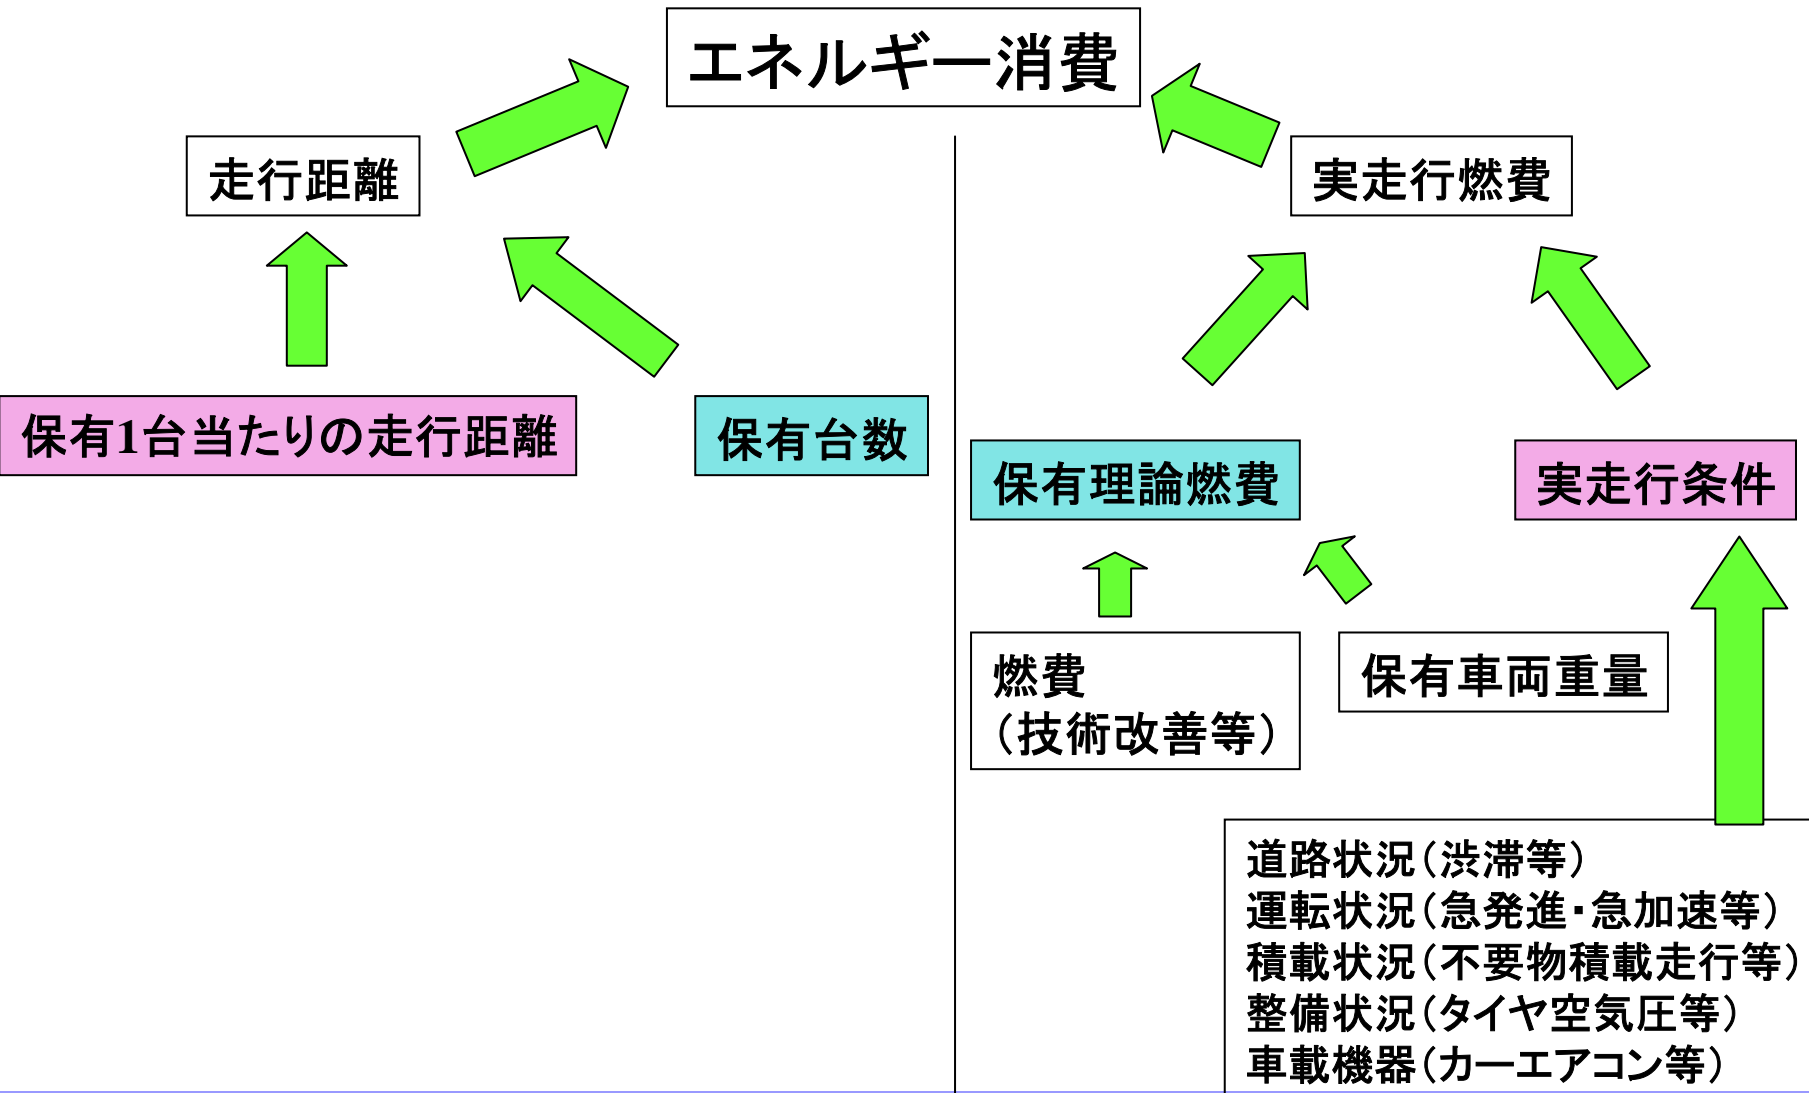 エネルギー消費
走行距離
実走行燃費
保有1台当たりの走行距離
保有台数
保有理論燃費
実走行条件
燃費
（技術改善等）
保有車両重量
道路状況（渋滞等）
運転状況（急発進・急加速等）
積載状況（不要物積載走行等）
整備状況（タイヤ空気圧等）
車載機器（カーエアコン等）